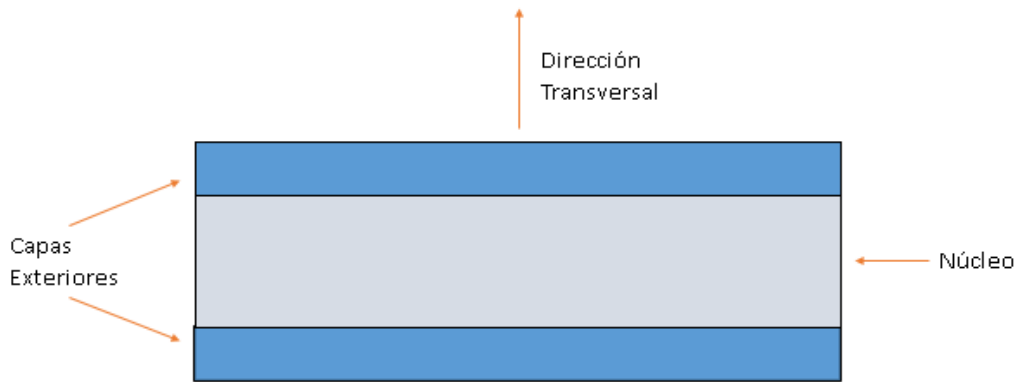 Dirección
Transversal
Capas
Exteriores
Núcleo